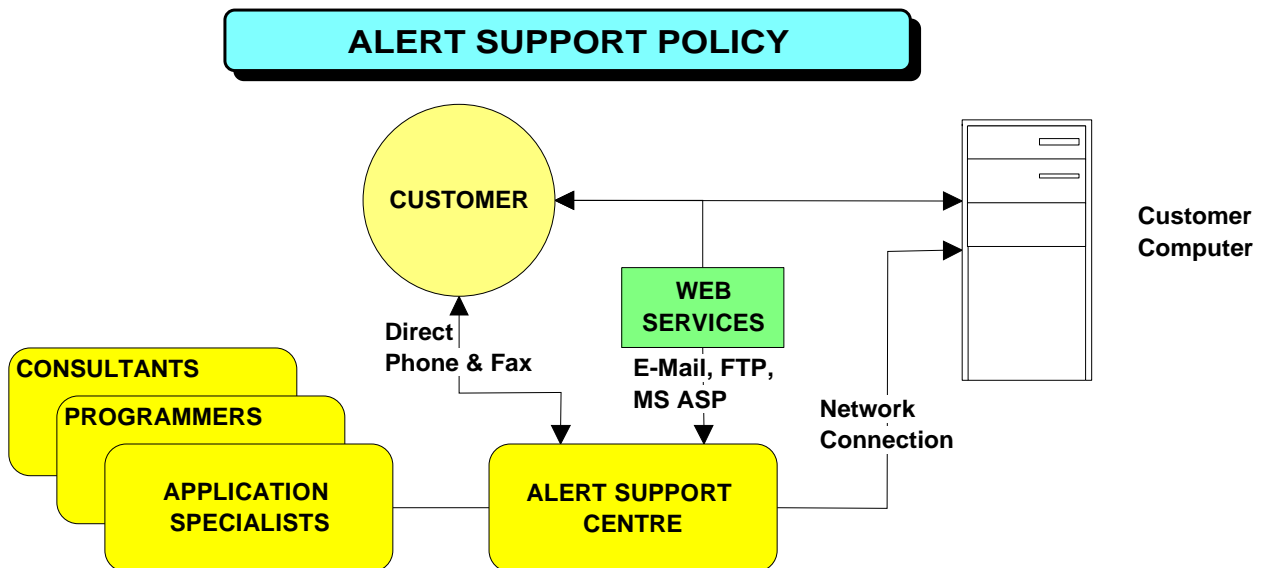 ALERT SUPPORT POLICY
CUSTOMER
Customer
Computer
WEB
SERVICES
Direct
Phone & Fax
E-Mail, FTP,
MS ASP
CONSULTANTS
PROGRAMMERS
APPLICATION
SPECIALISTS
ALERT SUPPORT
CENTRE
Network
Connection